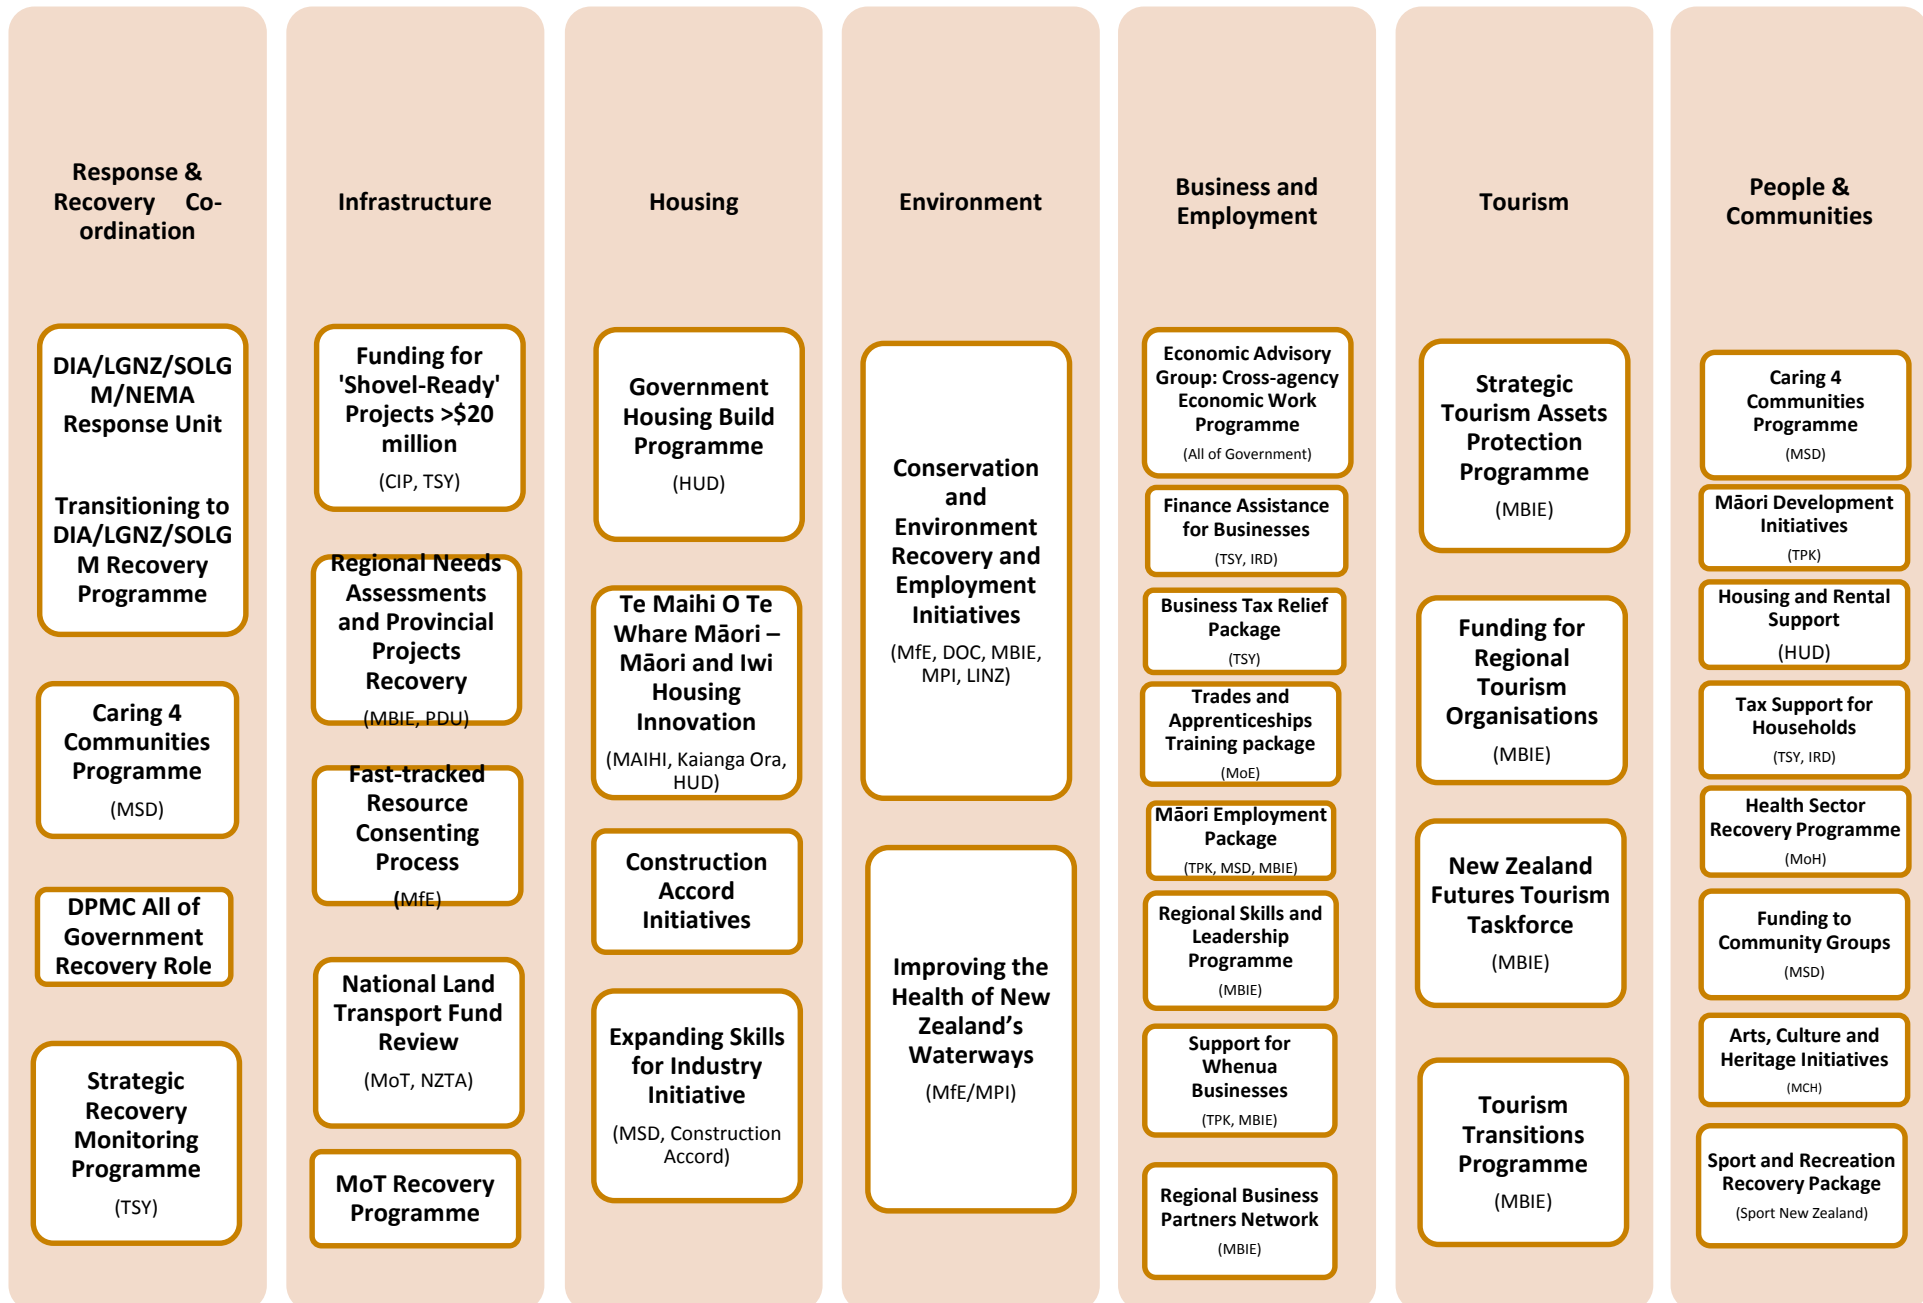 Response &
Recovery Co-
ordination
DIA/LGNZ/SOLG
M/NEMA
Response Unit
Transitioning to
DIA/LGNZ/SOLG
M Recovery
Programme
Caring 4
Communities
Programme
(MSD)
DPMC All of
Government
Recovery Role
Strategic
Recovery
Monitoring
Programme
(TSY)
Infrastructure
Funding for
'Shovel-Ready'
Projects >$20
million
(CIP, TSY)
Regional Needs
Assessments
and Provincial
Projects
Recovery
(MBIE, PDU)
Fast-tracked
Resource
Consenting
Process
(MfE)
National Land
Transport Fund
Review
(MoT, NZTA)
MoT Recovery
Programme
Housing
Government
Housing Build
Programme
(HUD)
Te Maihi O Te
Whare Māori –
Māori and Iwi
Housing
Innovation
(MAIHI, Kaianga Ora,
HUD)
Construction
Accord
Initiatives
Expanding Skills
for Industry
Initiative
(MSD, Construction
Accord)
Environment
Conservation
and
Environment
Recovery and
Employment
Initiatives
(MfE, DOC, MBIE,
MPI, LINZ)
Improving the
Health of New
Zealand’s
Waterways
(MfE/MPI)
Business and
Employment
Economic Advisory
Group: Cross-agency
Economic Work
Programme
(All of Government)
Finance Assistance
for Businesses
(TSY, IRD)
Business Tax Relief
Package
(TSY)
Trades and
Apprenticeships
Training package
(MoE)
Māori Employment
Package
(TPK, MSD, MBIE)
Regional Skills and
Leadership
Programme
(MBIE)
Support for
Whenua
Businesses
(TPK, MBIE)
Regional Business
Partners Network
(MBIE)
Tourism
Strategic
Tourism Assets
Protection
Programme
(MBIE)
Funding for
Regional
Tourism
Organisations
(MBIE)
New Zealand
Futures Tourism
Taskforce
(MBIE)
Tourism
Transitions
Programme
(MBIE)
People &
Communities
Caring 4
Communities
Programme
(MSD)
Māori Development
Initiatives
(TPK)
Housing and Rental
Support
(HUD)
Tax Support for
Households
(TSY, IRD)
Health Sector
Recovery Programme
(MoH)
Funding to
Community Groups
(MSD)
Arts, Culture and
Heritage Initiatives
(MCH)
Sport and Recreation
Recovery Package
(Sport New Zealand)